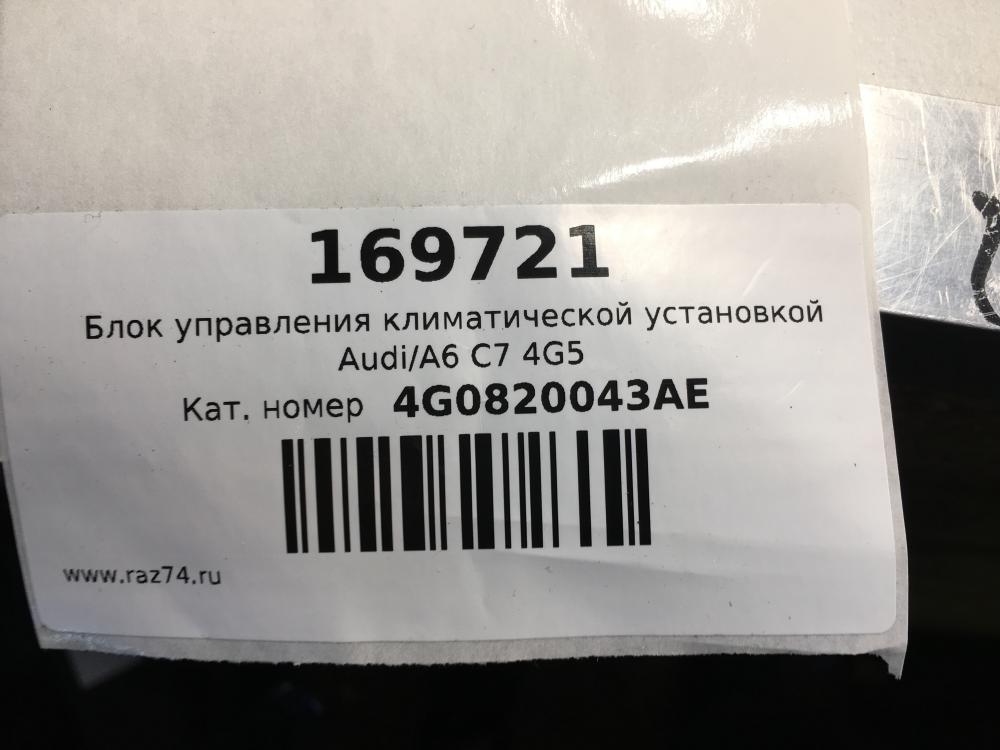 169721
Блок управления климатической установкой
Audi/A6 C7 4G5
Кат. номер 4G0820043AE
www.raz74.ru